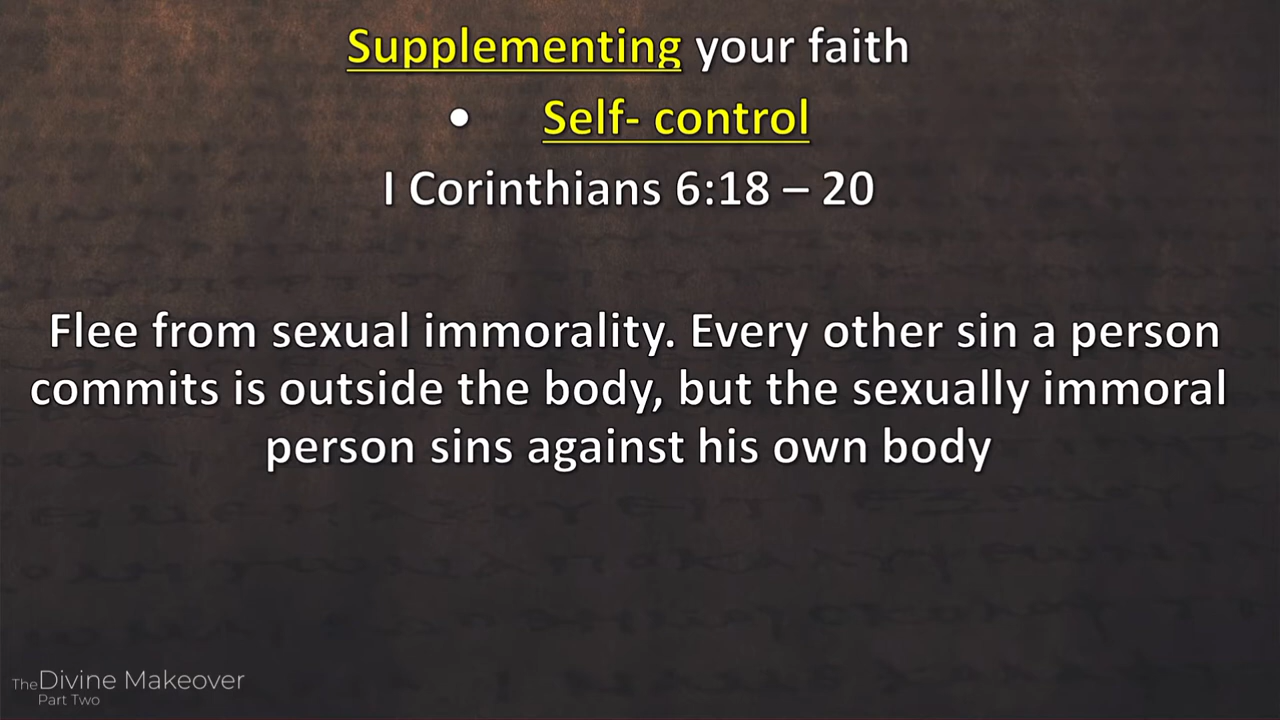 Supplementing your faith
• Self- control
I Corinthians 6:18 – 20
Flee from sexual immorality. Every other sin a person
commits is outside the body, but the sexually immoral
person sins against his own body
The Divine Makeover
Part Two